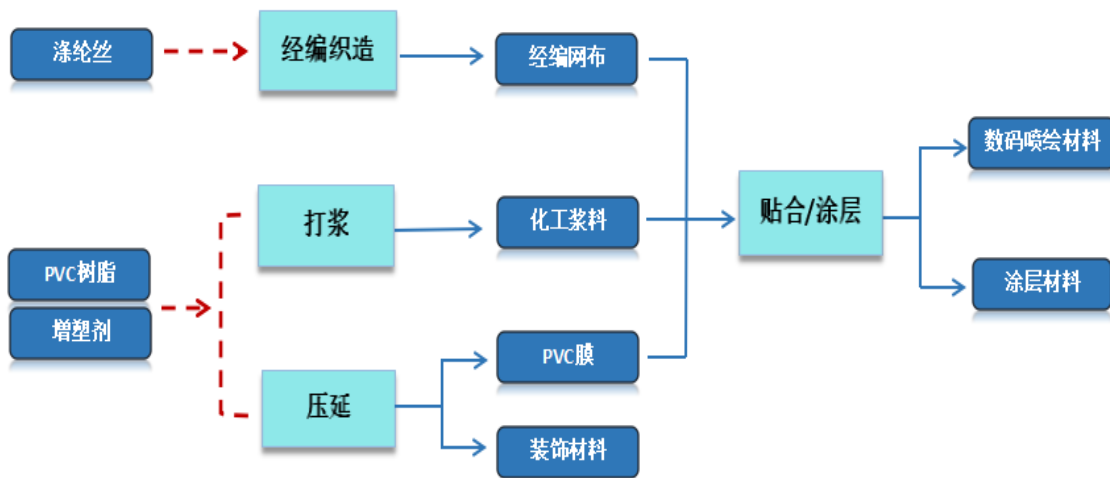 涤纶丝
经编织造
经编网布
数码喷绘材料
打浆
化工浆料
贴合/涂层
PVC树脂
增塑剂
涂层材料
PVC膜
压延
装饰材料